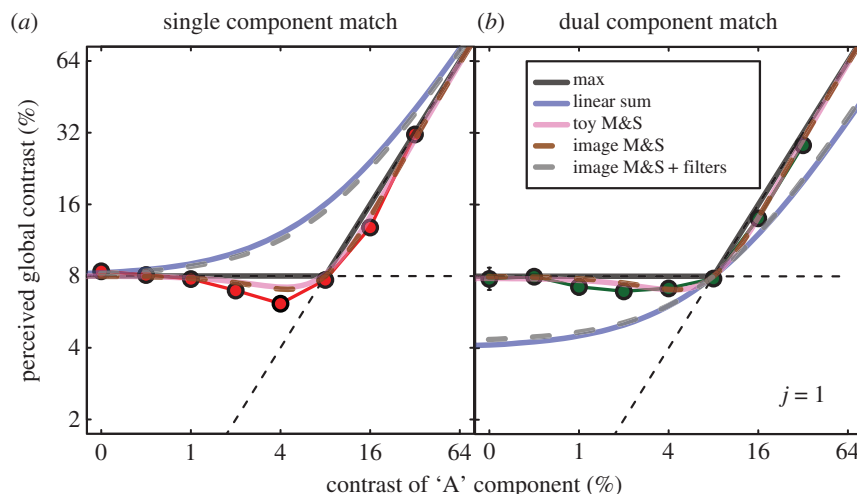 (a) single component match
(b) dual component match
64
32
16
8
4
2
perceived global contrast (%)
max
linear sum
toy M&S
image M&S
image M&S + filters
j = 1
0 1 4 16 64
0 1 4 16 64
contrast of 'A' component (%)